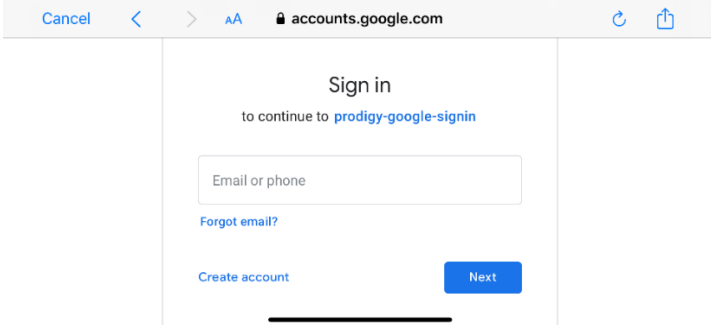 Cancel AA accounts.google.com
Sign in
to continue to prodigy-google-signin
Email or phone
Forgot email?
Create account Next